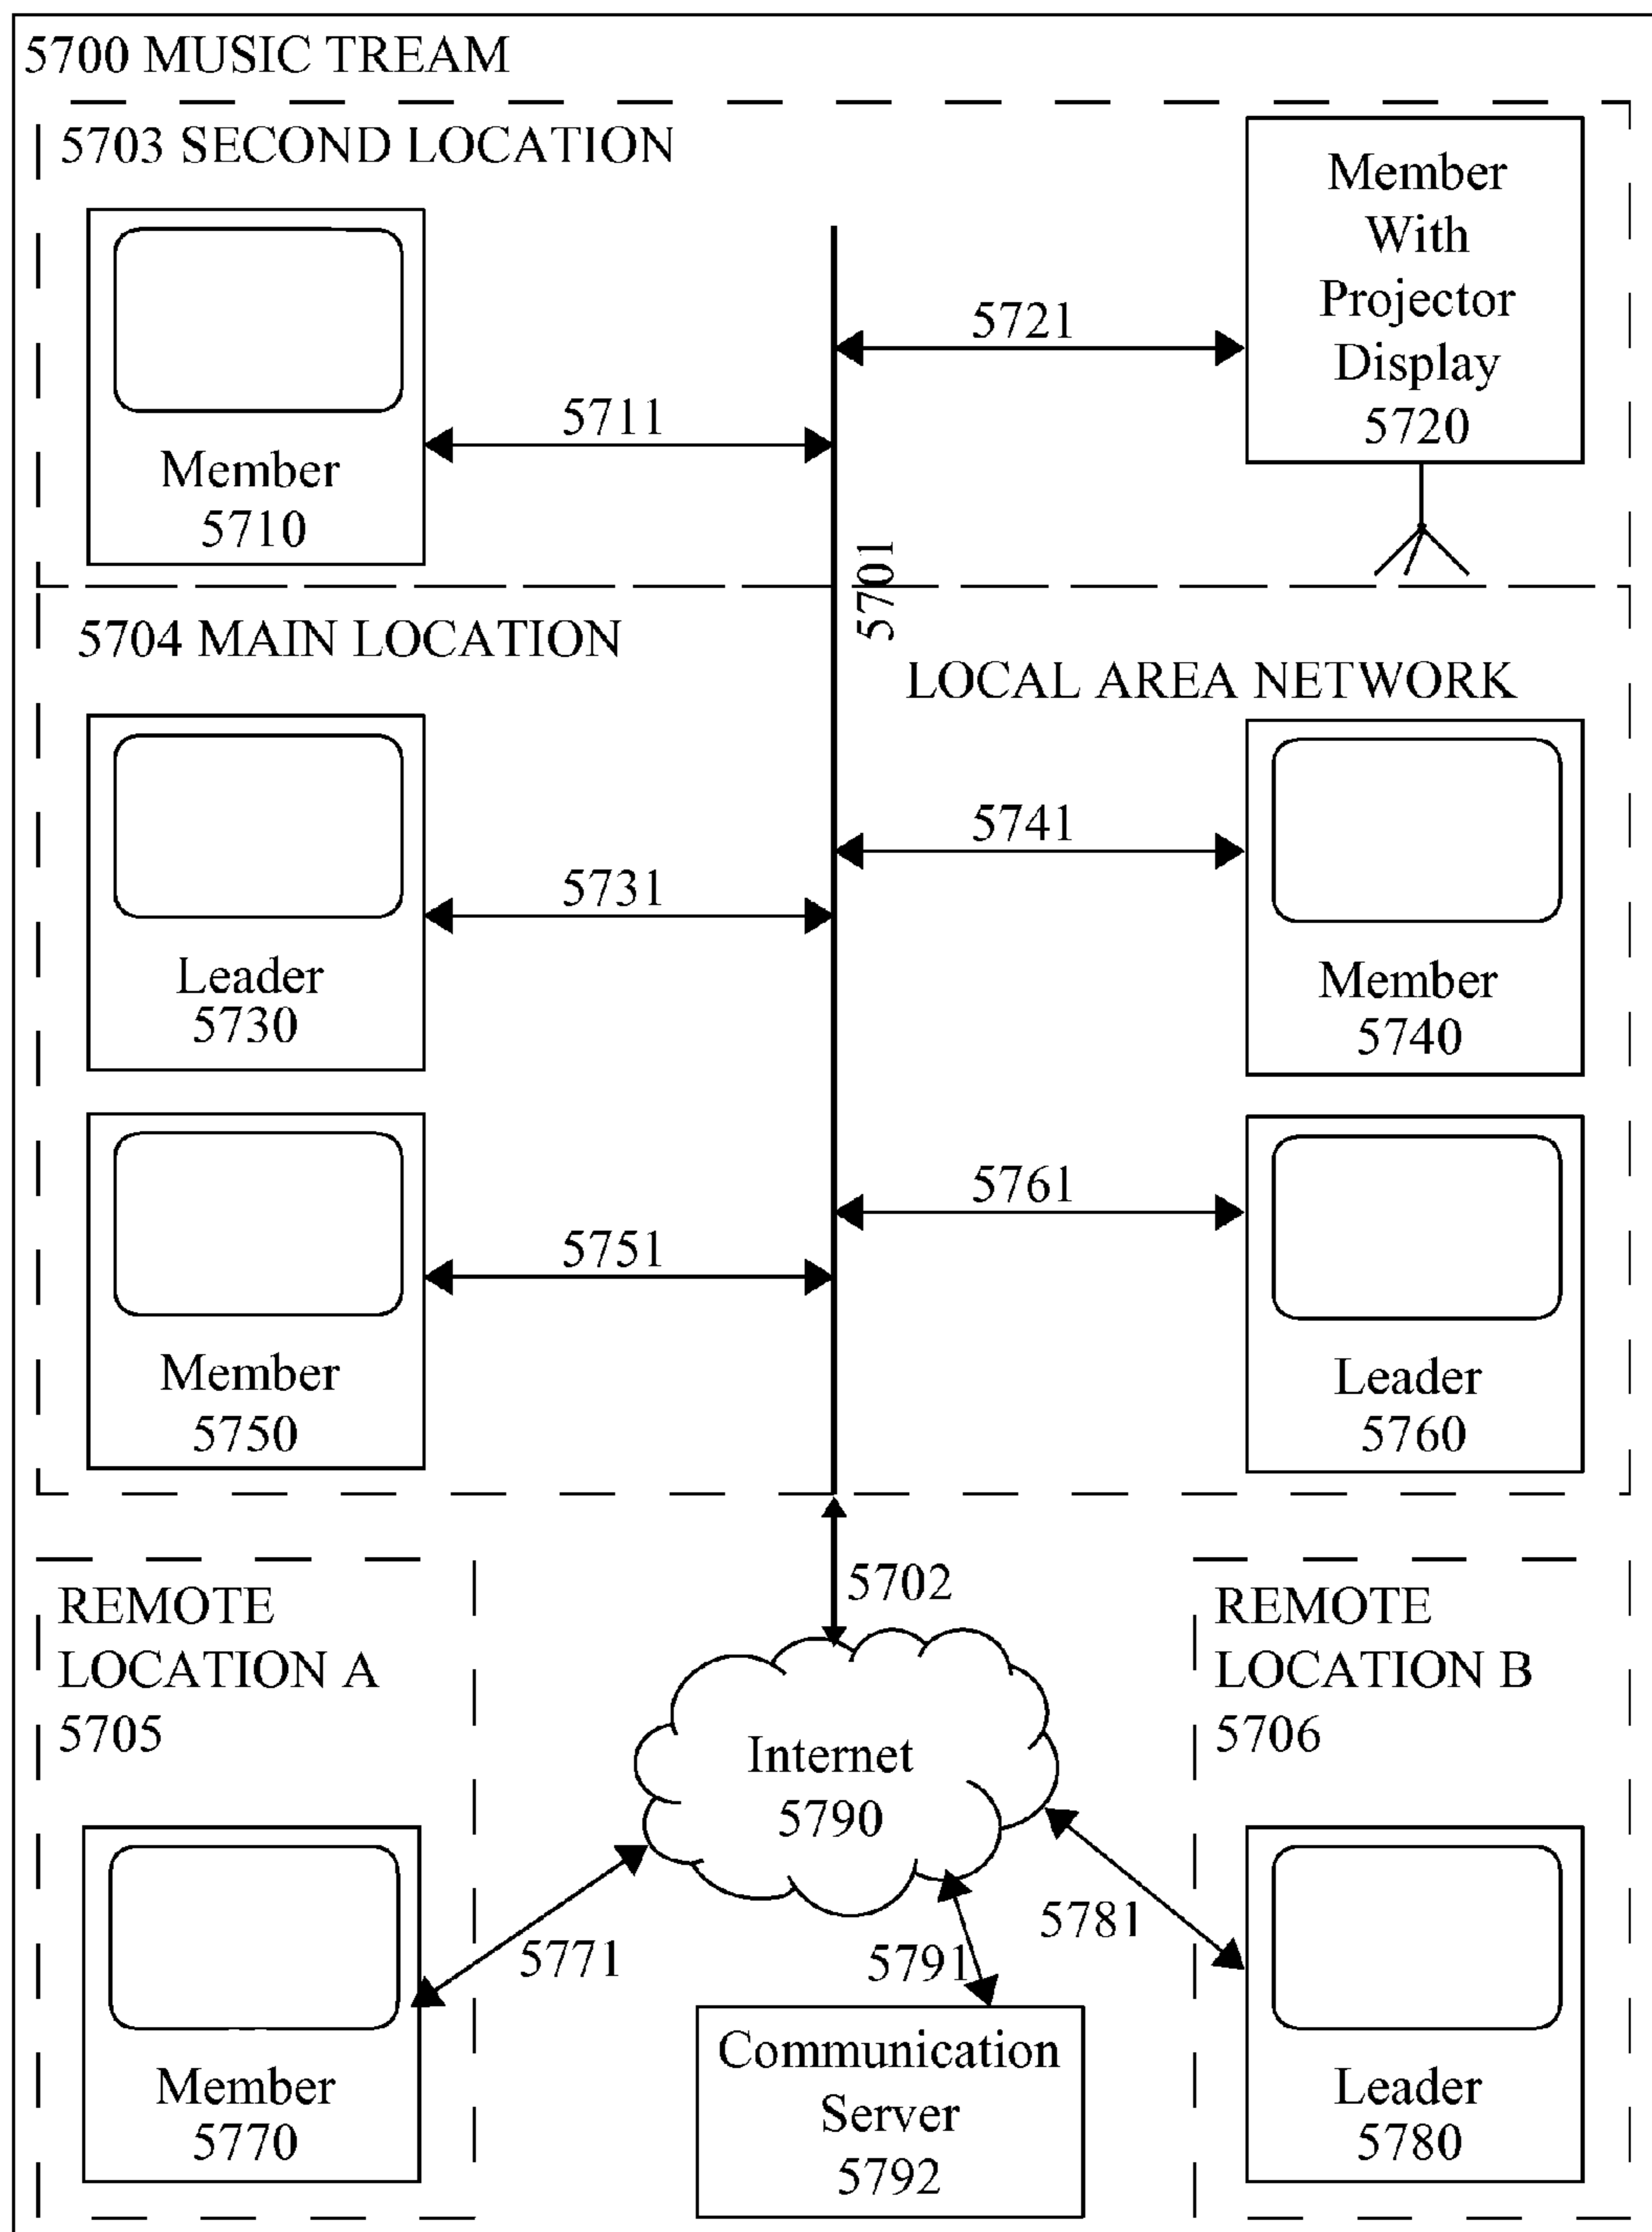 5700 MUSIC TREAM
5703 SECOND LOCATION
Member
With
Projector
Display
5720
5721
5711
Member
5710
5701
5704 MAIN LOCATION
LOCAL AREA NETWORK
5741
5731
Leader
5730
Member
5740
5761
5751
Member
5750
Leader
5760
5702
REMOTE
LOCATION A
5705
REMOTE
LOCATION B
5706
Internet
5790
5771
5791
5781
Member
5770
Communication
Server
5792
Leader
5780